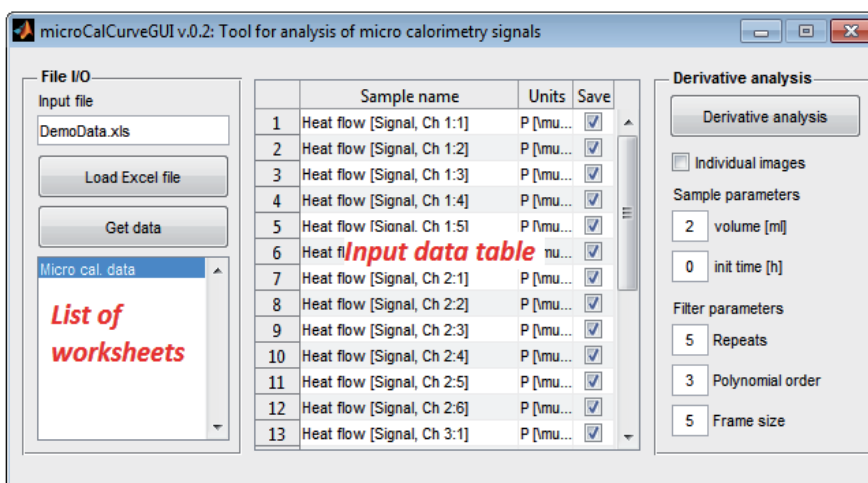 microCalCurveGUI v.0.2: Tool for analysis of micro calorimetry signals
File I/O
Input file
DemoData.xls
Load Excel file
Get data
Micro cal. data
List of
worksheets
Sample name Units Save
1 Heat flow [Signal, Ch 1:1] P [\mu...
2 Heat flow [Signal, Ch 1:2] P [\mu...
3 Heat flow [Signal, Ch 1:3] P [\mu...
4 Heat flow [Signal, Ch 1:4] P [\mu...
5 Heat flow [Signal, Ch 1:5] P [\mu...
6 Heat fl Input data table nu...
7 Heat flow [Signal, Ch 2:1] P [\mu...
8 Heat flow [Signal, Ch 2:2] P [\mu...
9 Heat flow [Signal, Ch 2:3] P [\mu...
10 Heat flow [Signal, Ch 2:4] P [\mu...
11 Heat flow [Signal, Ch 2:5] P [\mu...
12 Heat flow [Signal, Ch 2:6] P [\mu...
13 Heat flow [Signal, Ch 3:1] P [\mu...
Derivative analysis
Derivative analysis
Individual images
Sample parameters
2 volume [ml]
0 init time [h]
Filter parameters
5 Repeats
3 Polynomial order
5 Frame size